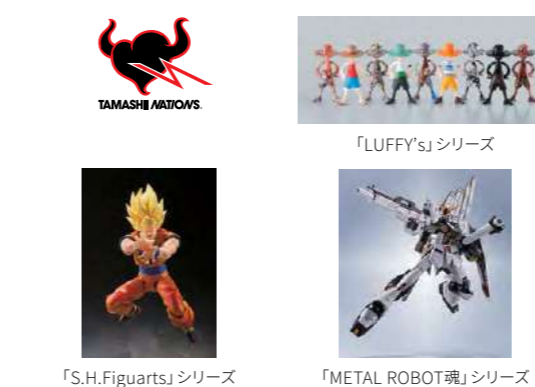 TAMASHII NATIONS
「LUFFY's」シリーズ
「S.H.Figuarts」シリーズ
「METAL ROBOT魂」シリーズ